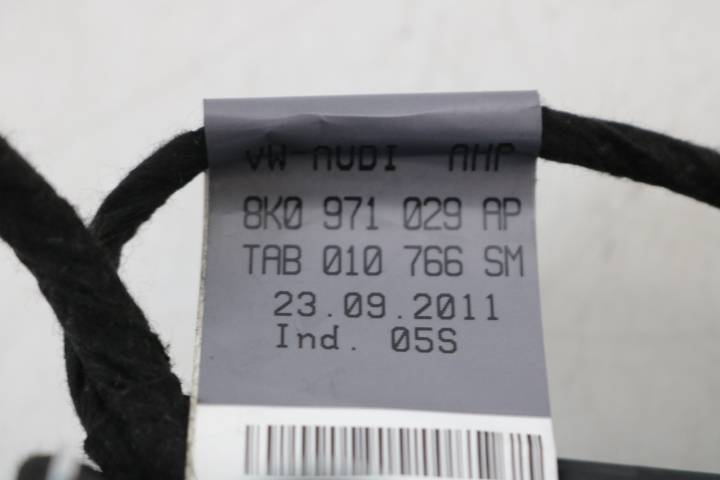 VW-AUDI AHP
8K0 971 029 AP
TAB 010 766 SM
23.09.2011
Ind. 05S